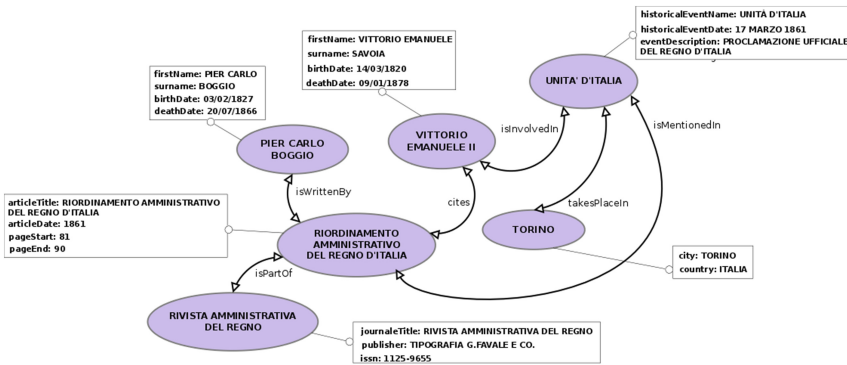 historicalEventName: UNITÀ D'ITALIA
historicalEventDate: 17 MARZO 1861
eventDescription: PROCLAMAZIONE UFFICIALE
DEL REGNO D'ITALIA
firstName: VITTORIO EMANUELE
surname: SAVOIA
birthDate: 14/03/1820
deathDate: 09/01/1878
firstName: PIER CARLO
surname: BOGGIO
birthDate: 03/02/1827
deathDate: 20/07/1866
UNITA' D'ITALIA
isInvolvedIn
isMentionedIn
VITTORIO
EMANUELE II
PIER CARLO
BOGGIO
isWrittenBy
cites
takesPlaceIn
articleTitle: RIORDINAMENTO AMMINISTRATIVO
DEL REGNO D'ITALIA
articleDate: 1861
pageStart: 81
pageEnd: 90
RIORDINAMENTO
AMMINISTRATIVO
DEL REGNO D'ITALIA
TORINO
city: TORINO
country: ITALIA
isPartOf
RIVISTA AMMINISTRATIVA
DEL REGNO
journaleTitle: RIVISTA AMMINISTRATIVA DEL REGNO
publisher: TIPOGRAFIA G.FAVALE E CO.
issn: 1125-9655